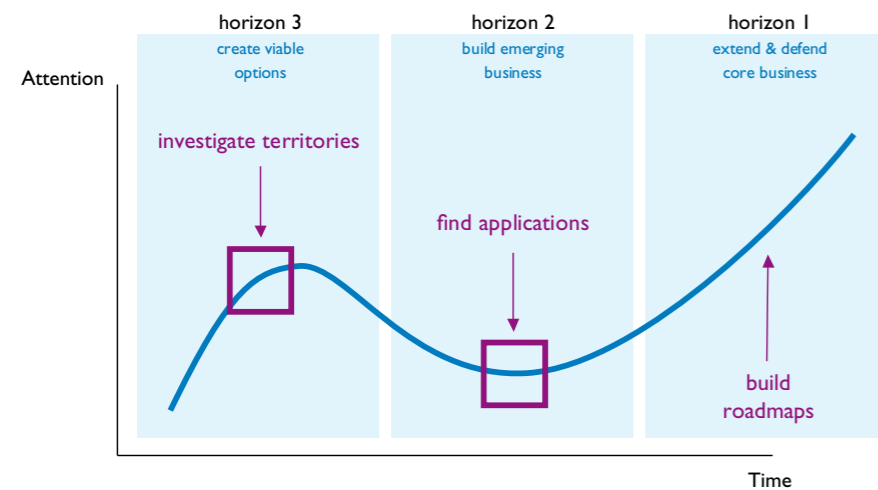 horizon 3
horizon 2
horizon 1
create viable
options
build emerging
business
extend & defend
core business
Attention
investigate territories
find applications
build
roadmaps
Time